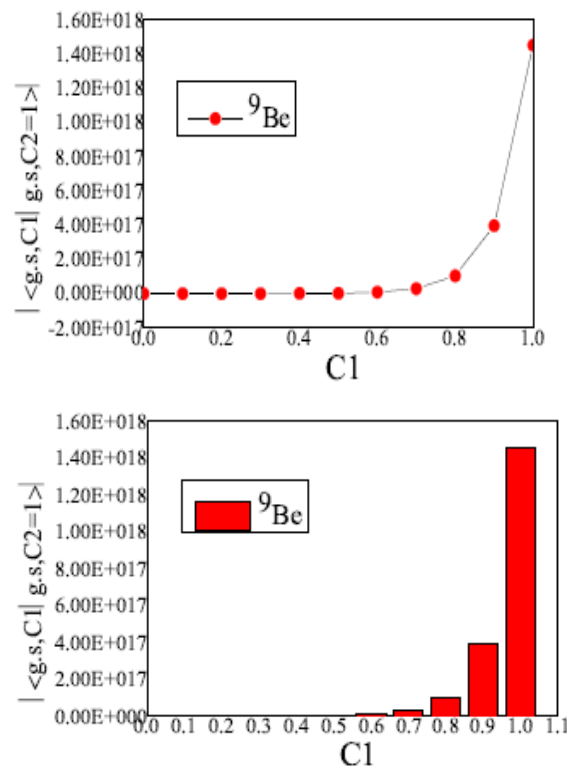 1.60E+018
1.40E+018
1.20E+018
1.00E+018
8.00E+017
6.00E+017
4.00E+017
2.00E+017
0.00E+000
-2.00E+017
| <g.s,C1| g.s,C2=1>|
9Be
0.0 0.2 0.4 0.6 0.8 1.0
C1
1.60E+018
1.40E+018
1.20E+018
1.00E+018
8.00E+017
6.00E+017
4.00E+017
2.00E+017
0.00E+000
| <g.s,C1| g.s,C2=1>|
9Be
0.0 0.1 0.2 0.3 0.4 0.5 0.6 0.7 0.8 0.9 1.0 1.1
C1